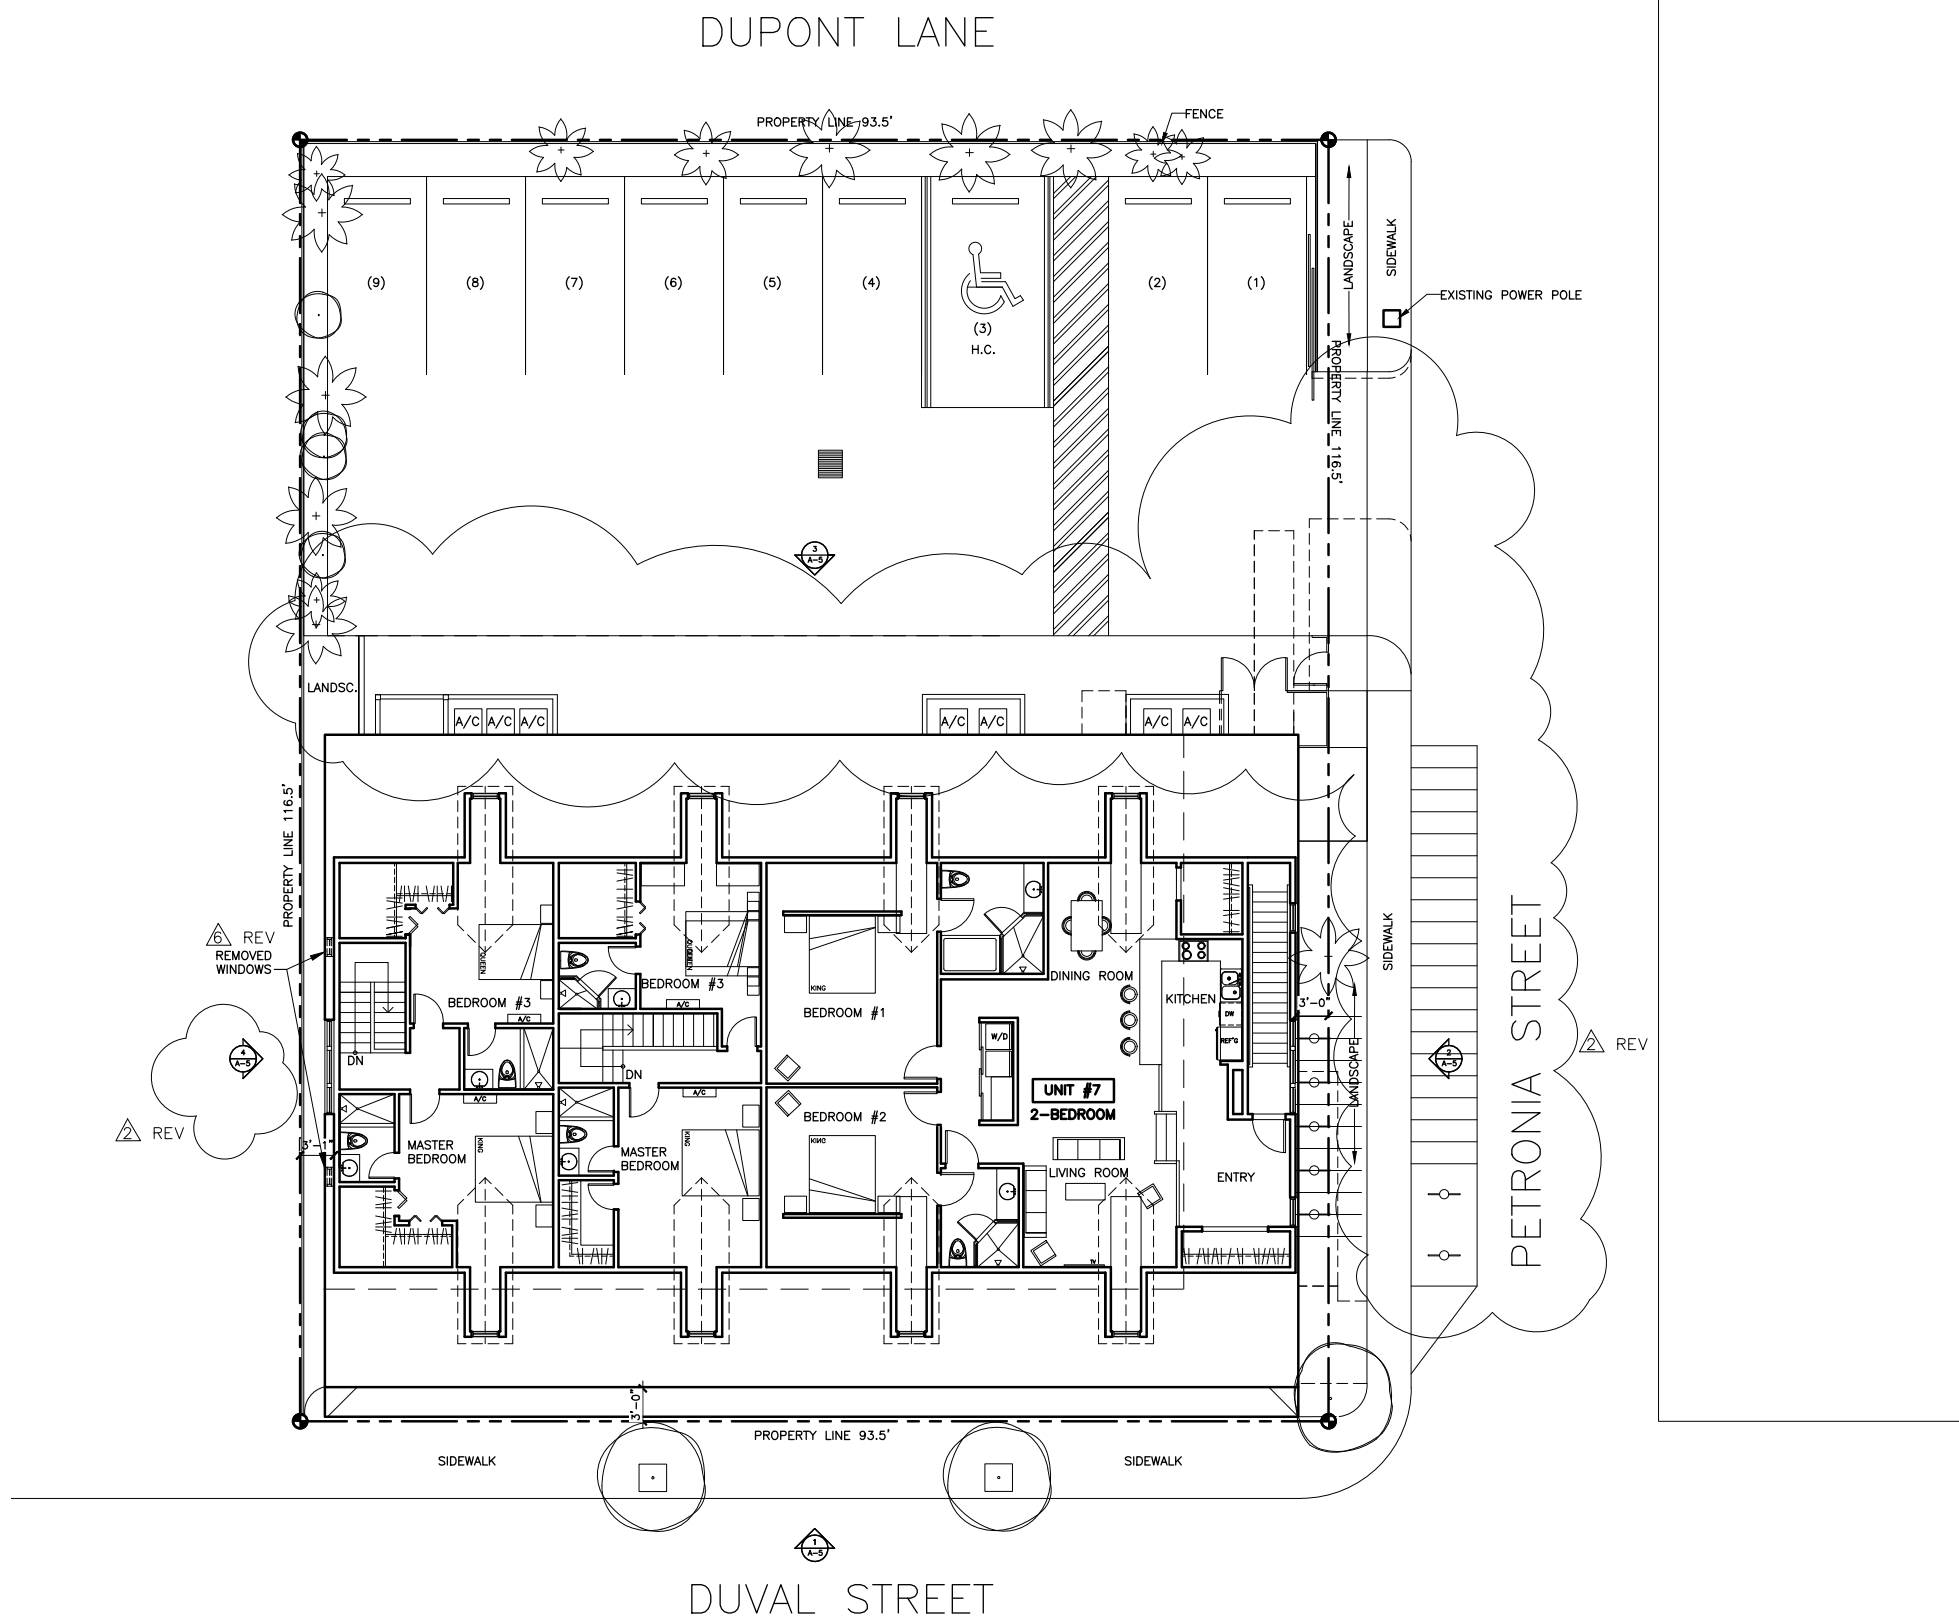 DUPONT LANE
PROPERTY LINE 93.5'
FENCE
(9)
(8)
(7)
(6)
(5)
(4)
(3)
H.C.
(2)
(1)
LANDSCAPE
SIDEWALK
EXISTING POWER POLE
PROPERTY LINE 116.5'
3
A-5
LANDSC.
A/C
A/C
A/C
A/C
A/C
A/C
A/C
PROPERTY LINE 116.5'
6 REV
REMOVED
WINDOWS
QUEEN
BEDROOM #3
A/C
DN
BEDROOM #3
A/C
DN
KING
BEDROOM #1
DINING ROOM
KITCHEN
DW
REF'G
W/D
3'-0"
SIDEWALK
LANDSCAPE
PETRONIA STREET
2 REV
2
A-5
4
A-5
2 REV
3'-1"
A/C
KING
MASTER
BEDROOM
A/C
KING
MASTER
BEDROOM
BEDROOM #2
KING
UNIT #7
2-BEDROOM
LIVING ROOM
TV
ENTRY
3'-0"
PROPERTY LINE 93.5'
SIDEWALK
SIDEWALK
1
A-5
DUVAL STREET